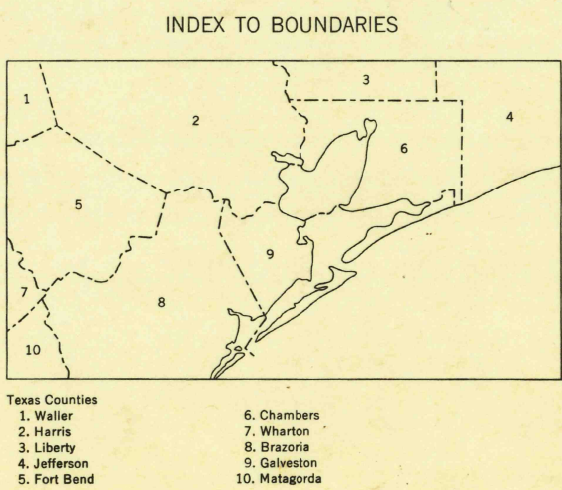 INDEX TO BOUNDARIES
3
1
2
4
6
5
9
7
8
10
Texas Counties
1. Waller
2. Harris
3. Liberty
4. Jefferson
5. Fort Bend
6. Chambers
7. Wharton
8. Brazoria
9. Galveston
10. Matagorda